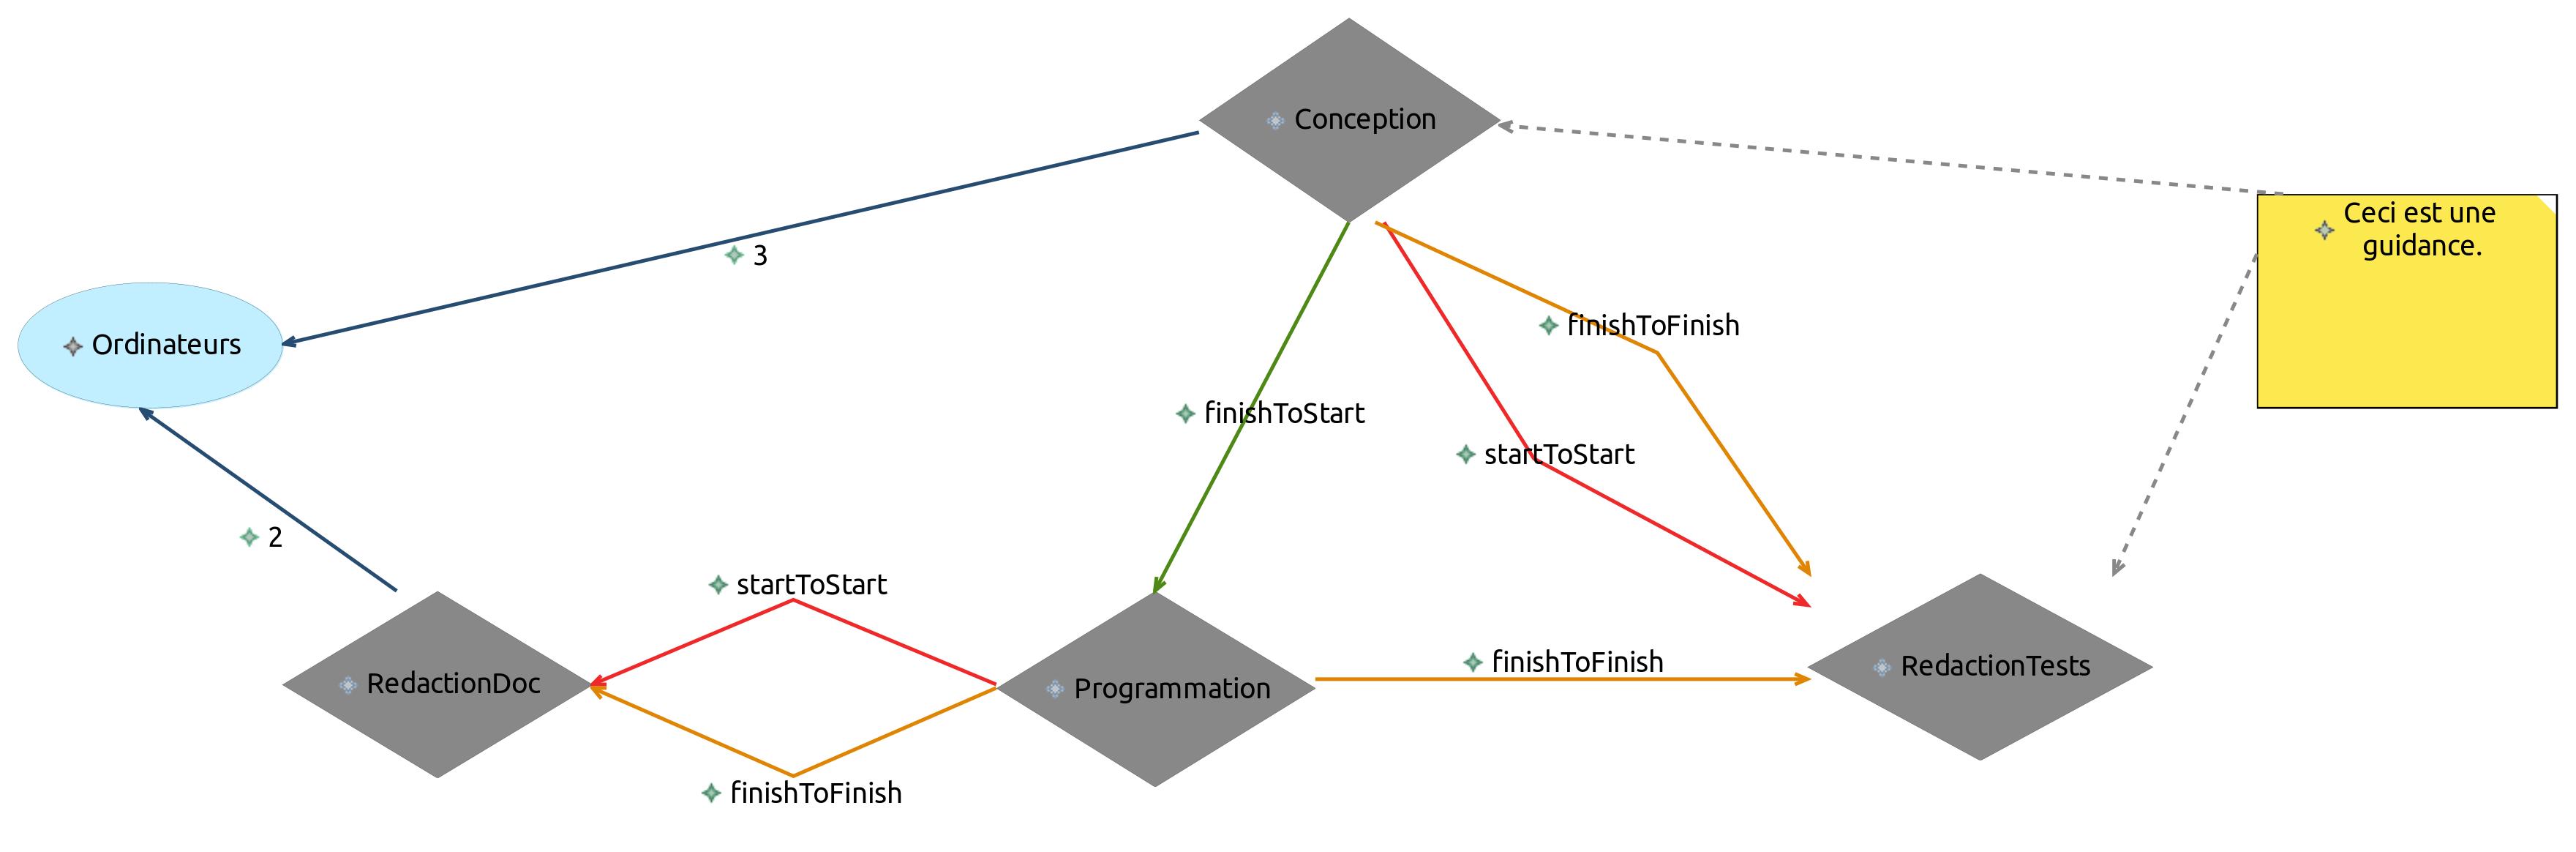 Conception
Ceci est une
guidance.
3
Ordinateurs
finishToFinish
finishToStart
startToStart
2
startToStart
finishToFinish
RedactionDoc
Programmation
RedactionTests
finishToFinish